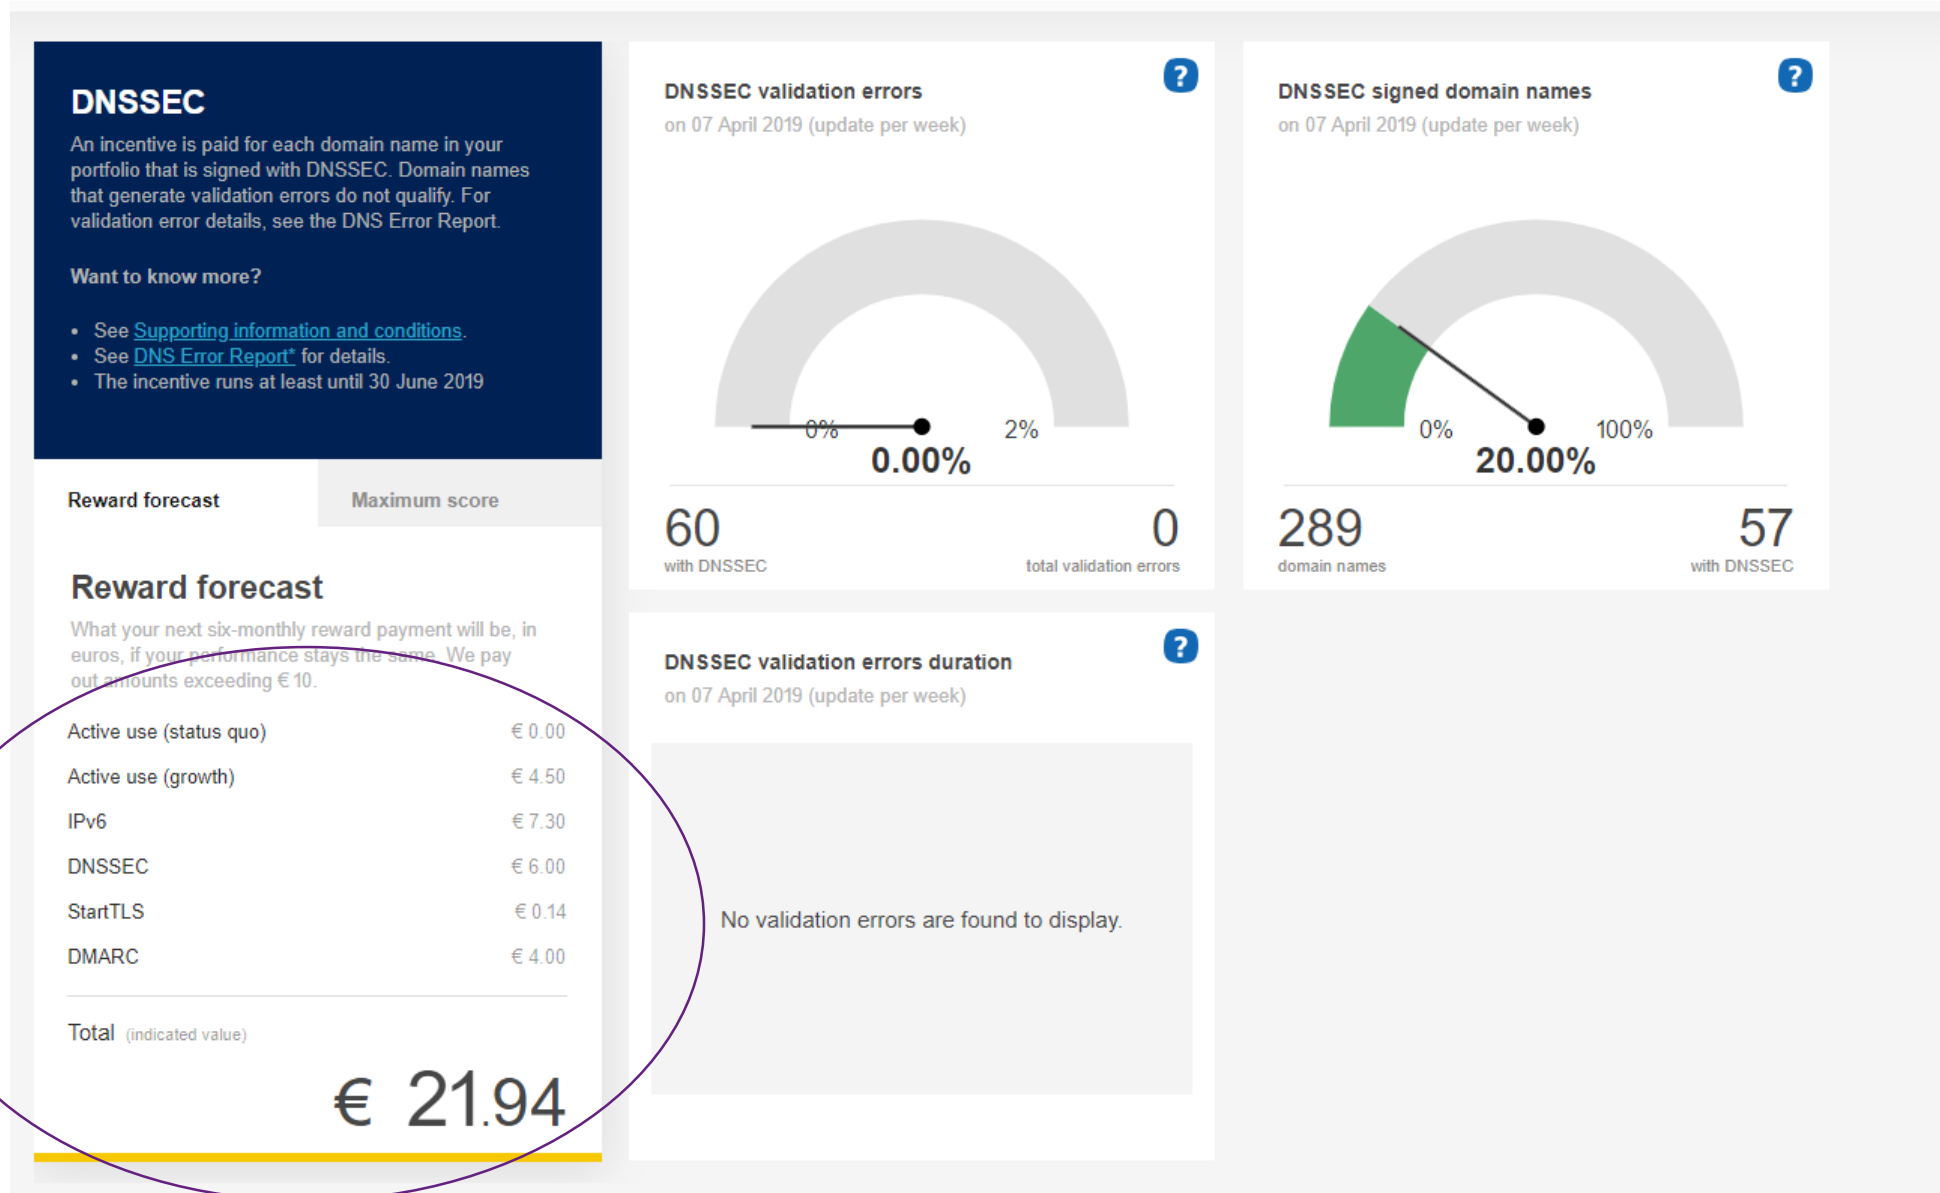 DNSSEC
An incentive is paid for each domain name in your
portfolio that is signed with DNSSEC. Domain names
that generate validation errors do not qualify. For
validation error details, see the DNS Error Report.
Want to know more?
• See Supporting information and conditions.
• See DNS Error Report* for details.
• The incentive runs at least until 30 June 2019
Reward forecast
Maximum score
Reward forecast
What your next six-monthly reward payment will be, in
euros, if your performance stays the same. We pay
out amounts exceeding € 10.
Active use (status quo) € 0.00
Active use (growth) € 4.50
IPv6 € 7.30
DNSSEC € 6.00
StartTLS € 0.14
DMARC € 4.00
Total (indicated value)
€ 21.94
DNSSEC validation errors ?
on 07 April 2019 (update per week)
0% 2%
0.00%
60 0
with DNSSEC total validation errors
DNSSEC signed domain names ?
on 07 April 2019 (update per week)
0% 100%
20.00%
289 57
domain names with DNSSEC
DNSSEC validation errors duration ?
on 07 April 2019 (update per week)
No validation errors are found to display.